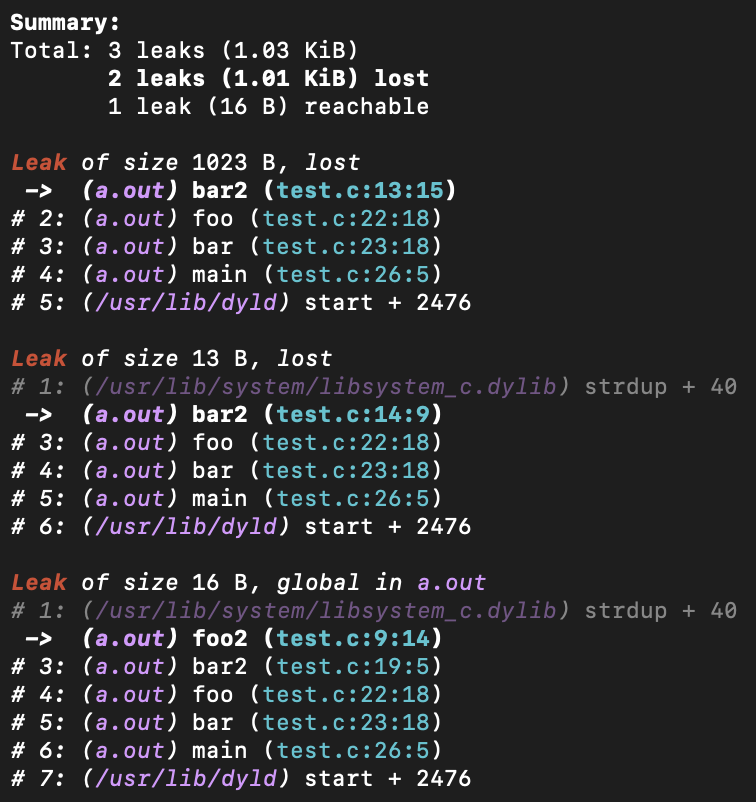 Summary:
Total: 3 leaks (1.03 KiB)
2 leaks (1.01 KiB) lost
1 leak (16 B) reachable
Leak of size 1023 B, lost
-> (a.out) bar2 (test.c:13:15)
# 2: (a.out) foo (test.c:22:18)
# 3: (a.out) bar (test.c:23:18)
# 4: (a.out) main (test.c:26:5)
# 5: (/usr/lib/dyld) start + 2476
Leak of size 13 B, lost
# 1: (/usr/lib/system/libsystem_c.dylib) strdup + 40
-> (a.out) bar2 (test.c:14:9)
# 3: (a.out) foo (test.c:22:18)
# 4: (a.out) bar (test.c:23:18)
# 5: (a.out) main (test.c:26:5)
# 6: (/usr/lib/dyld) start + 2476
Leak of size 16 B, global in a.out
# 1: (/usr/lib/system/libsystem_c.dylib) strdup + 40
-> (a.out) foo2 (test.c:9:14)
# 3: (a.out) bar2 (test.c:19:5)
# 4: (a.out) foo (test.c:22:18)
# 5: (a.out) bar (test.c:23:18)
# 6: (a.out) main (test.c:26:5)
# 7: (/usr/lib/dyld) start + 2476